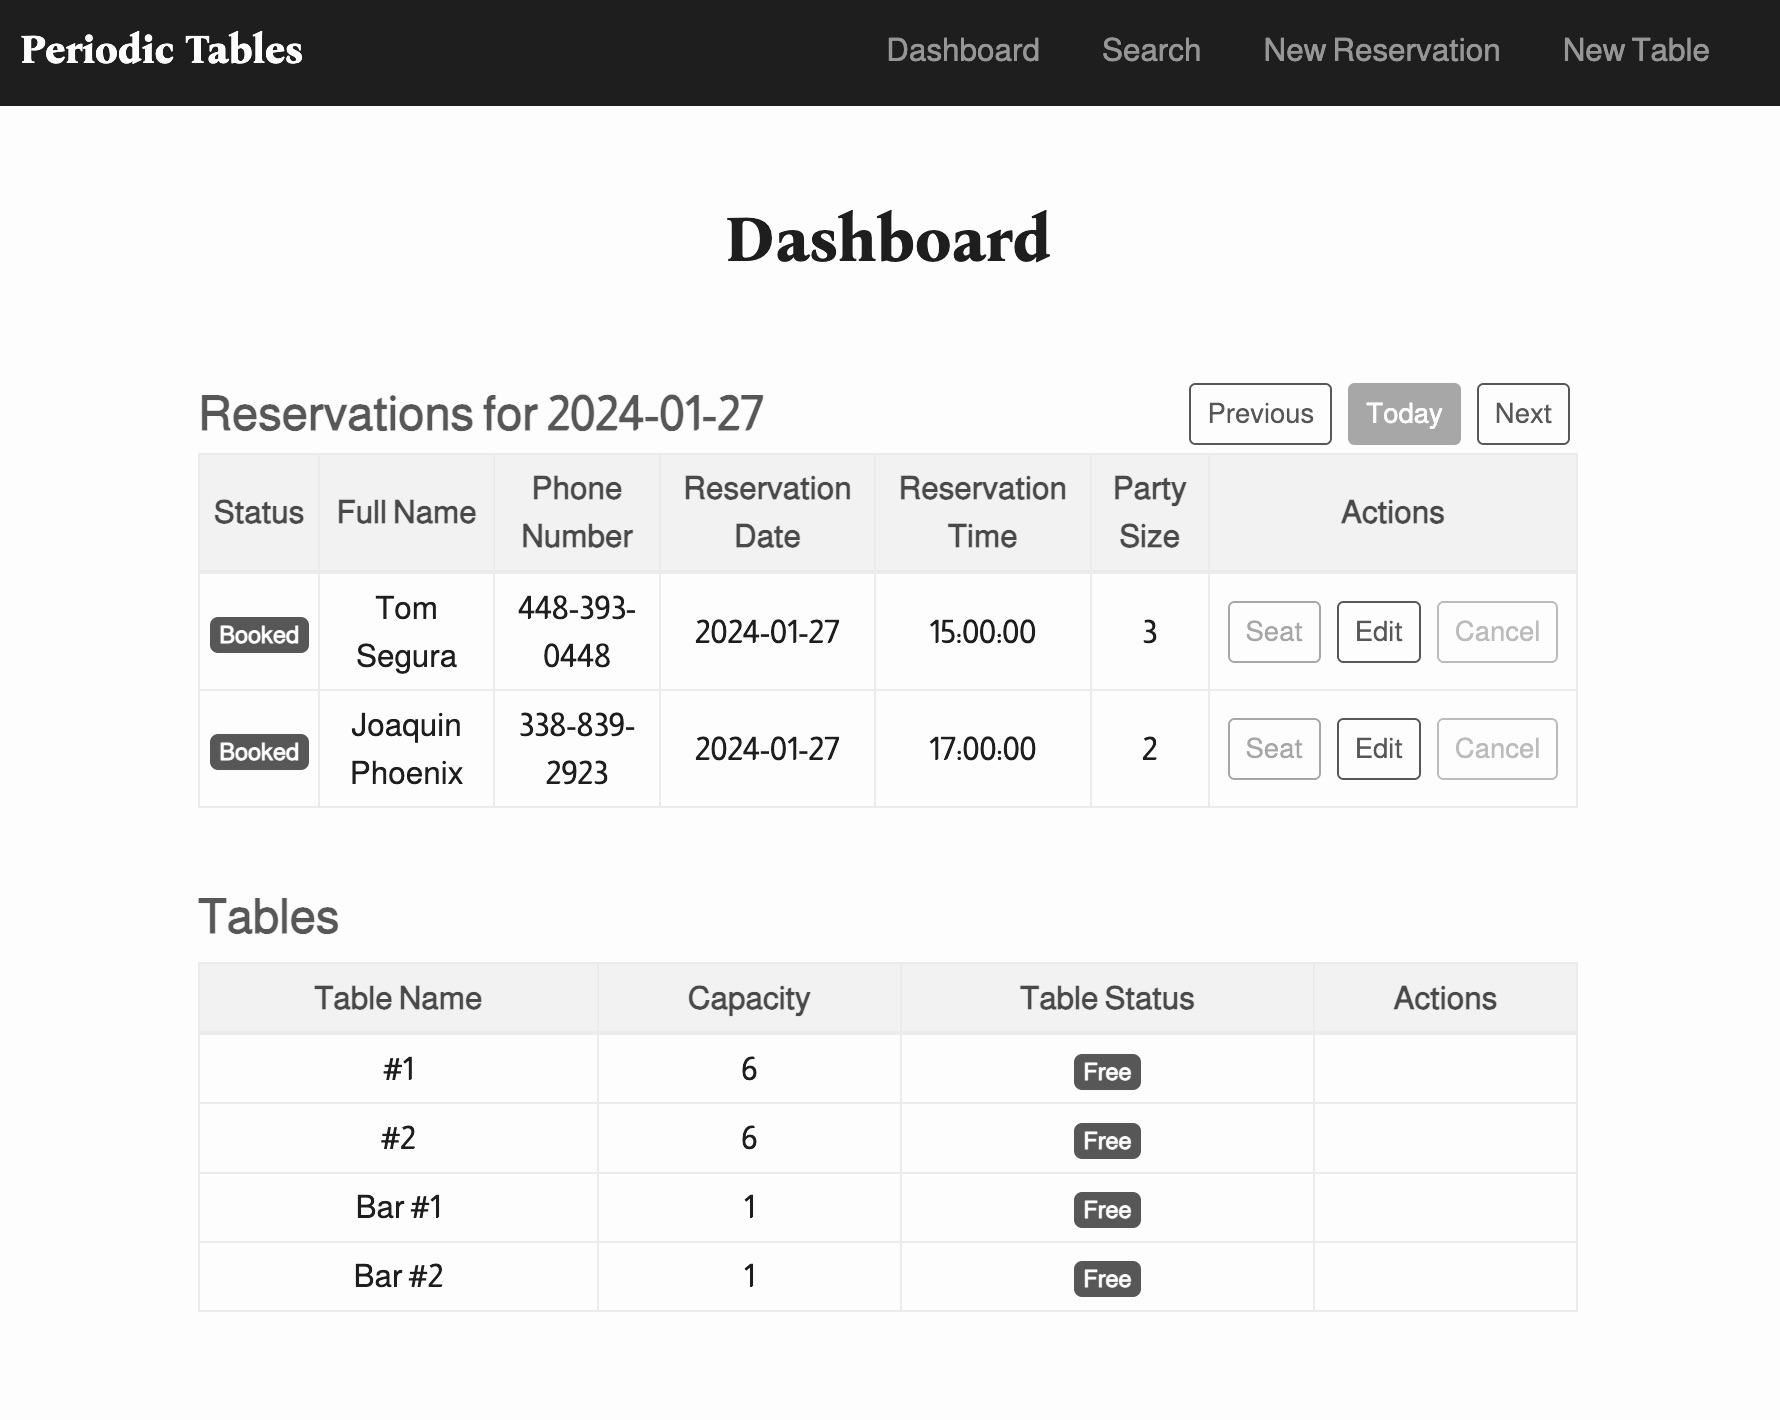 Periodic Tables Dashboard Search New Reservation New Table
Dashboard
Reservations for 2024-01-27 Previous Today Next
Status Full Name Phone Number Reservation Date Reservation Time Party Size Actions
Booked Tom Segura 448-393-0448 2024-01-27 15:00:00 3 Seat Edit Cancel
Booked Joaquin Phoenix 338-839-2923 2024-01-27 17:00:00 2 Seat Edit Cancel
Tables
Table Name Capacity Table Status Actions
#1 6 Free
#2 6 Free
Bar #1 1 Free
Bar #2 1 Free